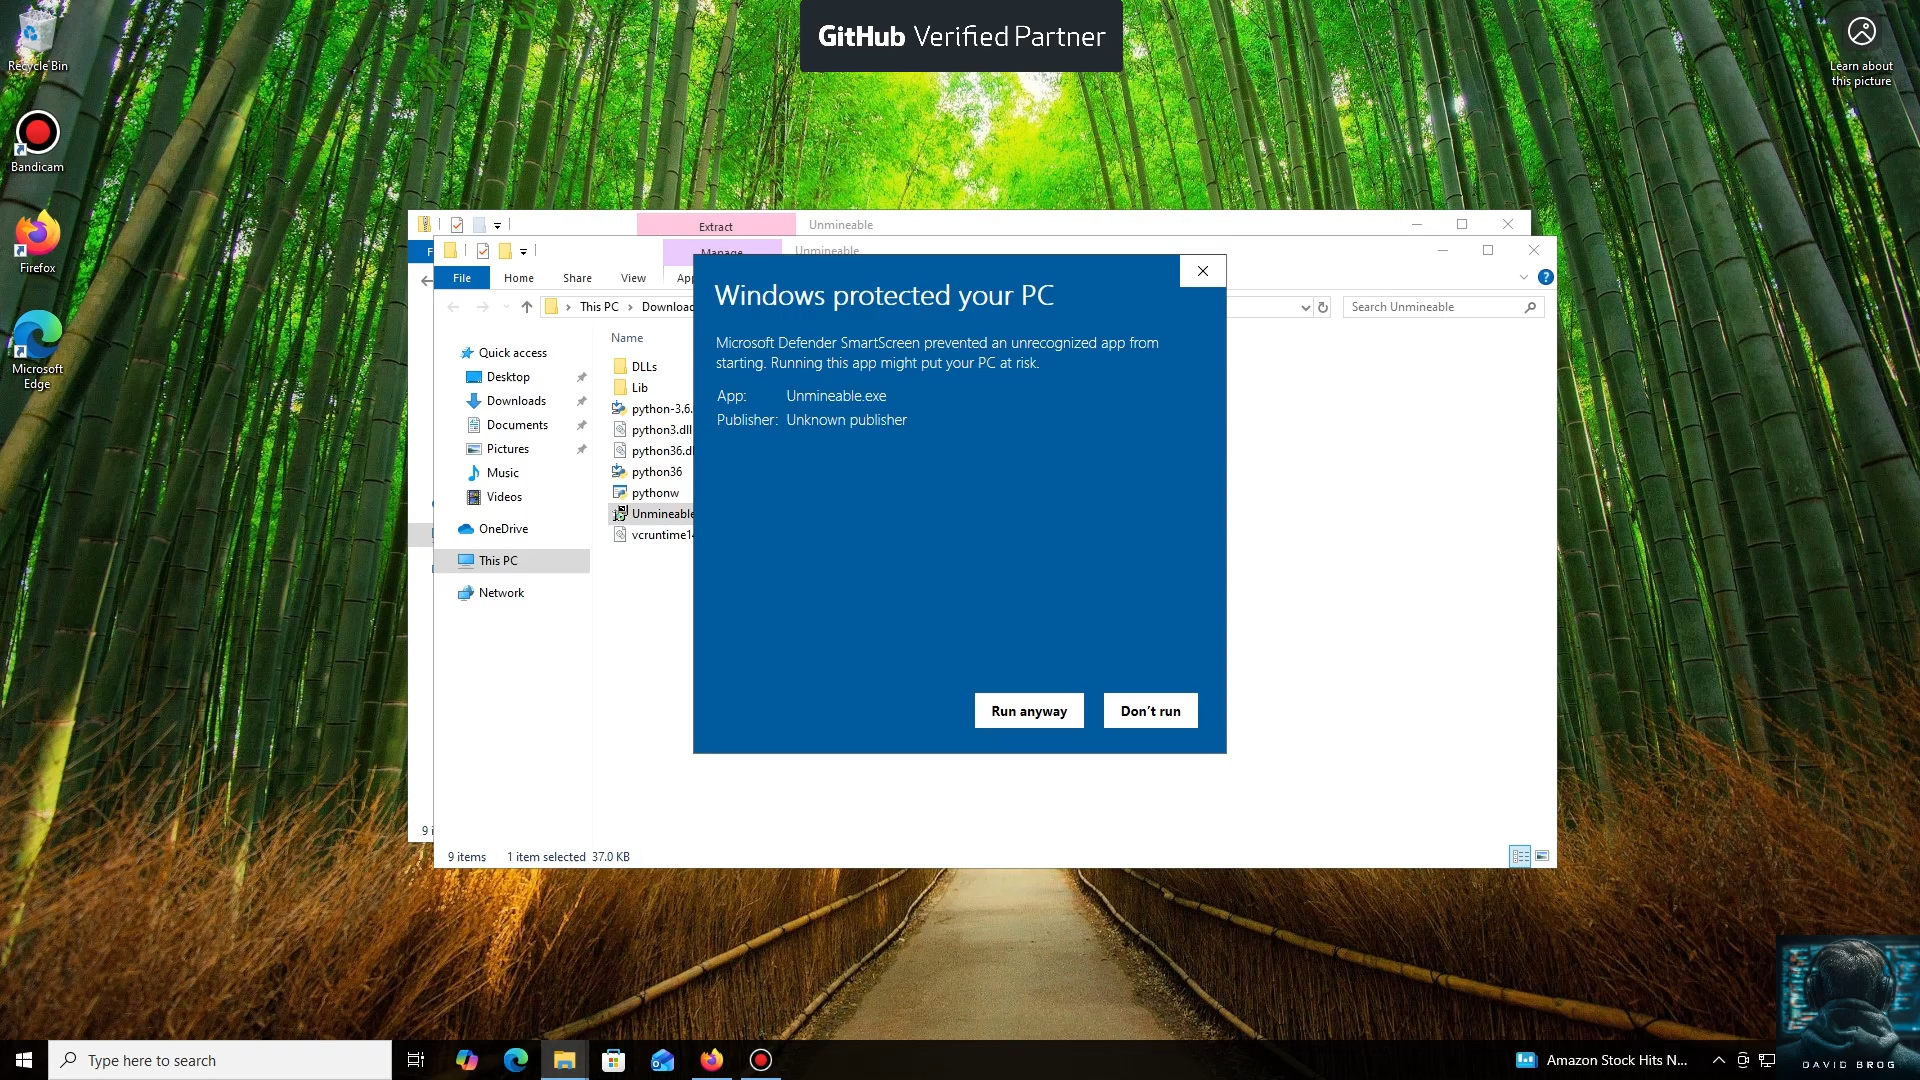 GitHub Verified Partner
Recycle Bin
Learn about
this picture
Bandicam
Firefox
Microsoft
Edge
Extract
Unmineable
Manage
Unmineable
File
Home
Share
View
App
This PC
Download
Search Unmineable
Name
Quick access
Desktop
Downloads
Documents
Pictures
Music
Videos
OneDrive
This PC
Network
DLLs
Lib
python-3.6.
python3.dll
python36.dl
python36
pythonw
Unmineable
vcruntime14
Windows protected your PC
Microsoft Defender SmartScreen prevented an unrecognized app from
starting. Running this app might put your PC at risk.
App: Unmineable.exe
Publisher: Unknown publisher
Run anyway
Don't run
9 i
9 items 1 item selected 37.0 KB
Type here to search
Amazon Stock Hits N...
DAVID BROG